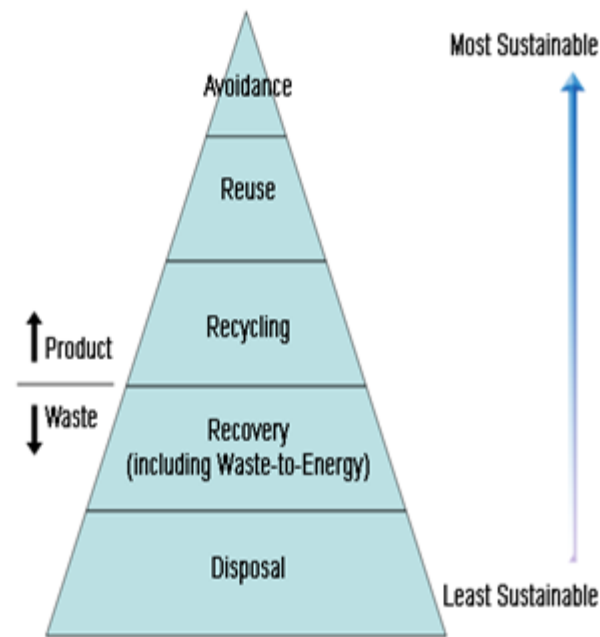 Most Sustainable
Avoidance
Reuse
Recycling
Product
Waste
Recovery
(including Waste-to-Energy)
Disposal
Least Sustainable